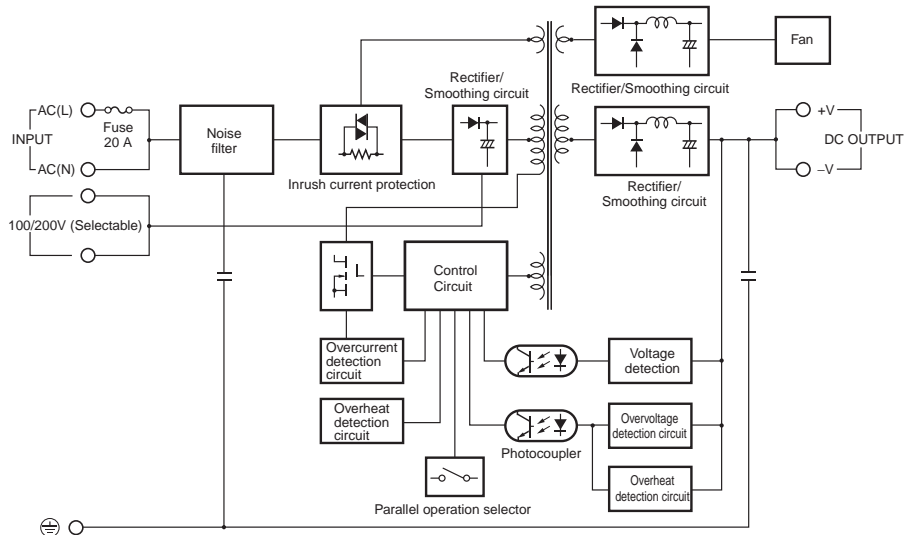 Fan
Rectifier/Smoothing circuit
Rectifier/
Smoothing circuit
AC(L)
INPUT
Fuse
20 A
AC(N)
Noise
filter
Inrush current protection
+V
DC OUTPUT
–V
Rectifier/
Smoothing circuit
100/200V (Selectable)
Control
Circuit
Overcurrent
detection
circuit
Voltage
detection
Overheat
detection
circuit
Overvoltage
detection circuit
Photocoupler
Overheat
detection circuit
Parallel operation selector